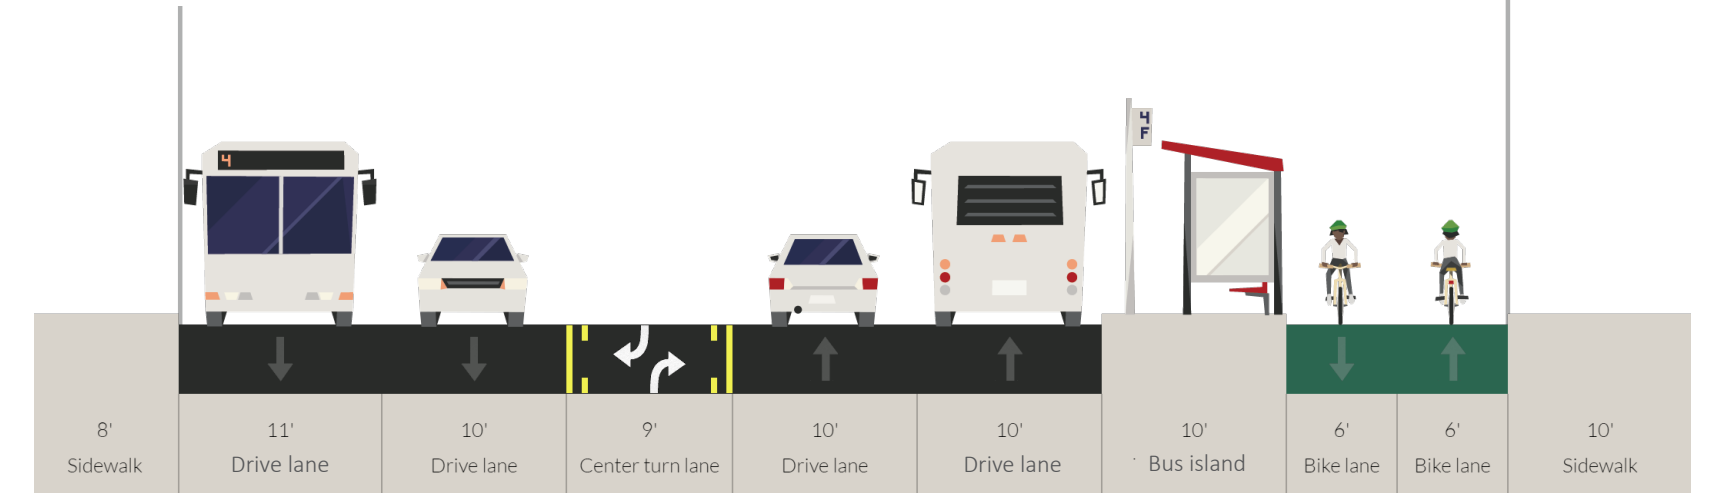 4
4
F
8'
Sidewalk
11'
Drive lane
10'
Drive lane
9'
Center turn lane
10'
Drive lane
10'
Drive lane
10'
Bus island
6'
Bike lane
6'
Bike lane
10'
Sidewalk